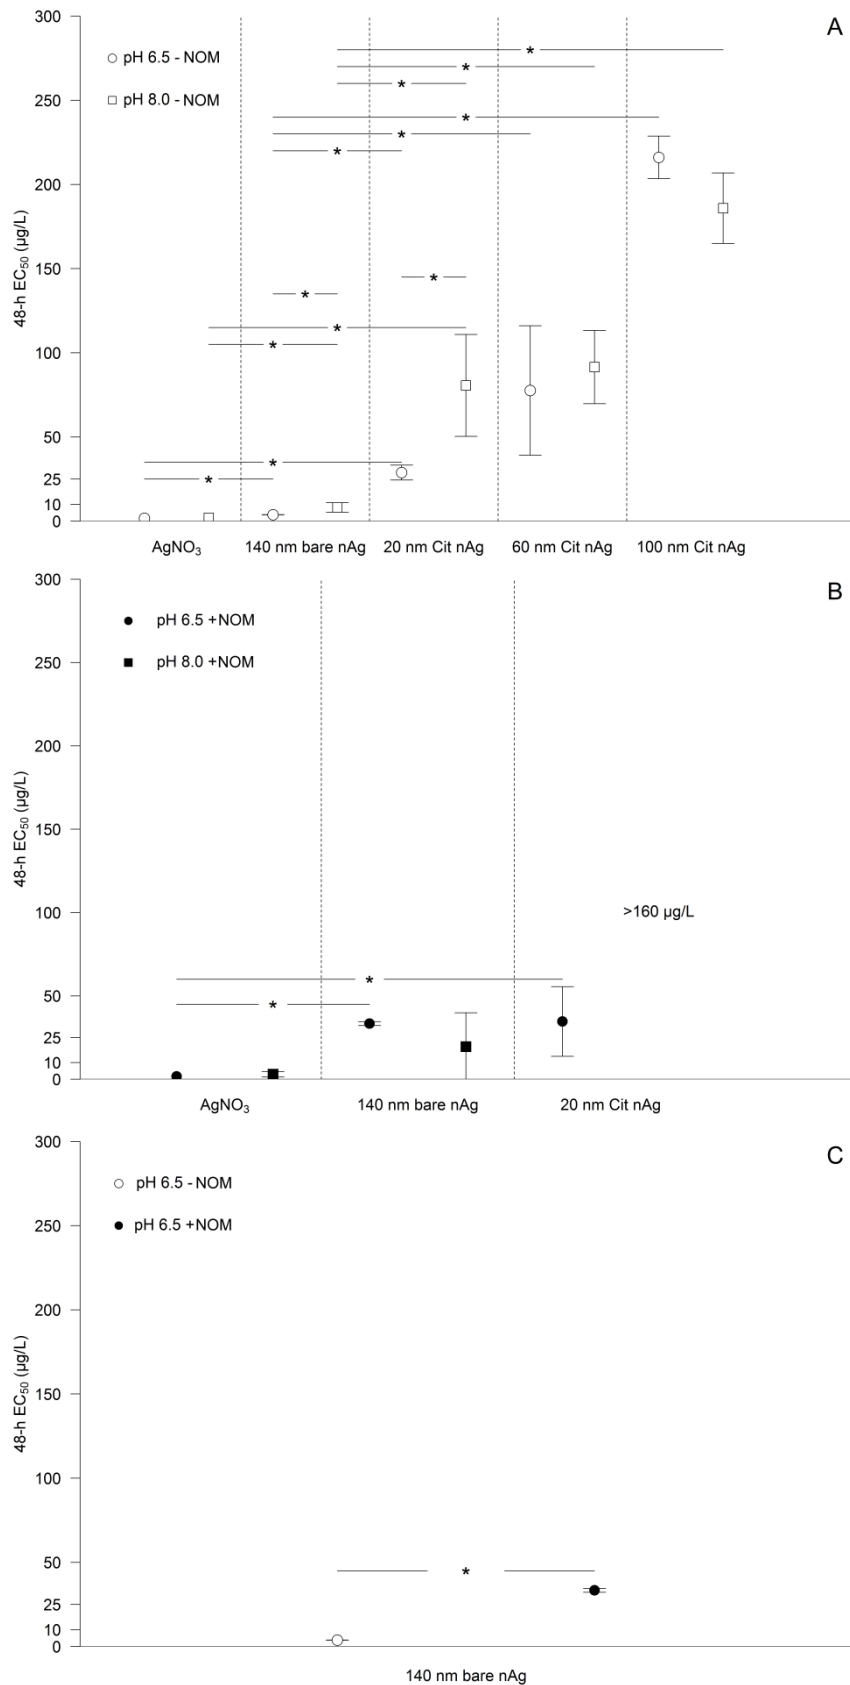 A
300
250
200
150
100
50
25
10
0
48-h EC₅₀ (µg/L)
pH 6.5 - NOM
pH 8.0 - NOM
* 
*
*
*
*
*
*
*
*
*
*
*
AgNO₃ 140 nm bare nAg 20 nm Cit nAg 60 nm Cit nAg 100 nm Cit nAg
B
300
250
200
150
100
50
25
10
0
48-h EC₅₀ (µg/L)
pH 6.5 +NOM
pH 8.0 +NOM
>160 µg/L
*
*
AgNO₃ 140 nm bare nAg 20 nm Cit nAg
C
300
250
200
150
100
50
25
10
0
48-h EC₅₀ (µg/L)
pH 6.5 - NOM
pH 6.5 +NOM
*
140 nm bare nAg